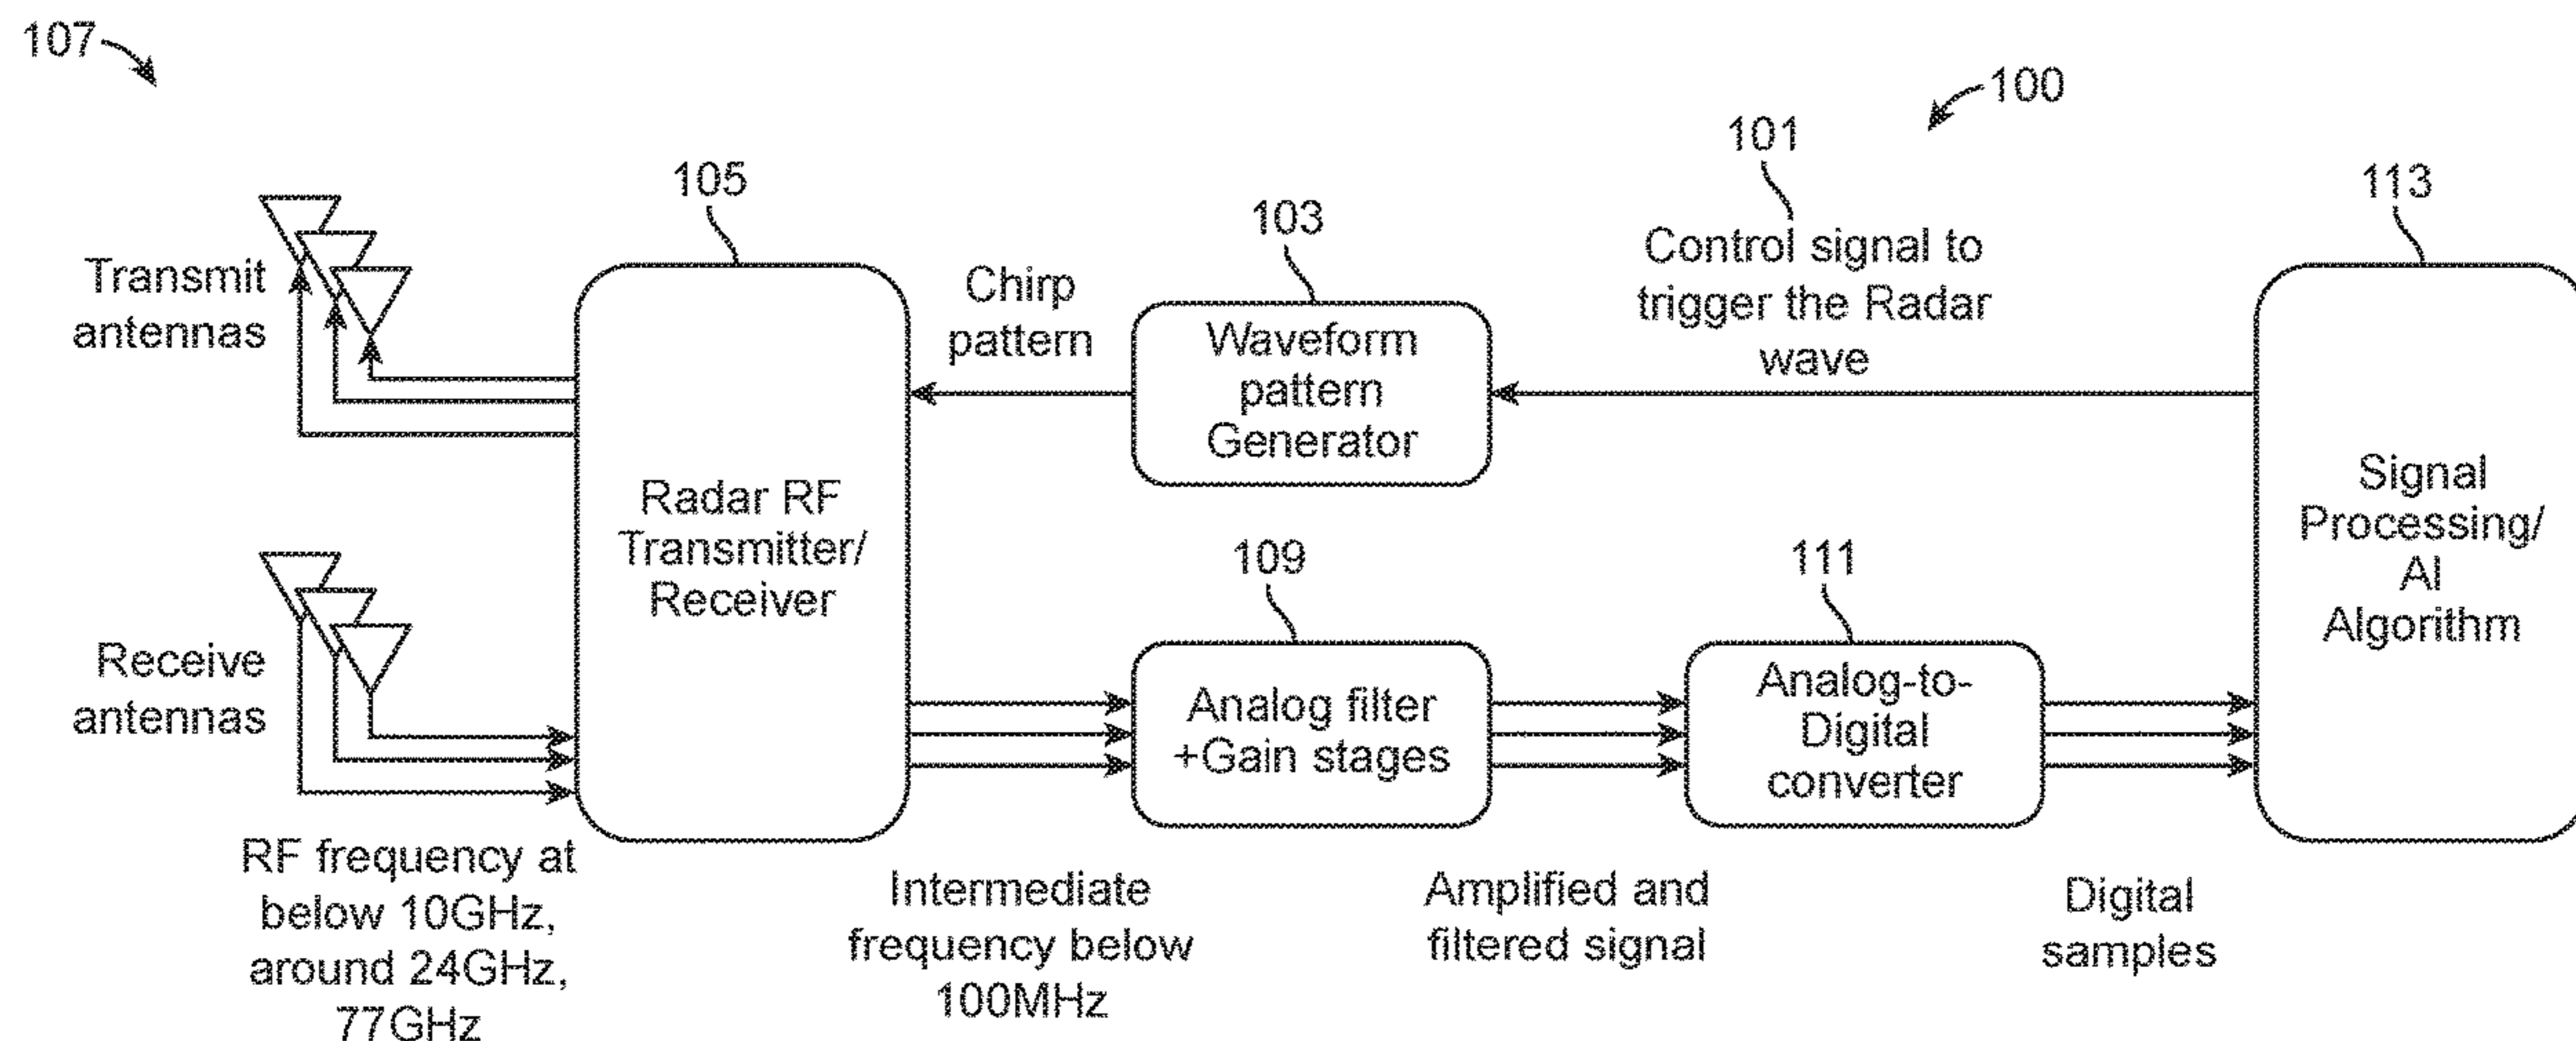 107
100
101
105
103
113
Transmit
antennas
Chirp
pattern
Waveform
pattern
Generator
Control signal to
trigger the Radar
wave
Radar RF
Transmitter/
Receiver
Signal
Processing/
AI
Algorithm
109
111
Receive
antennas
Analog filter
+Gain stages
Analog-to-
Digital
converter
RF frequency at
below 10GHz,
around 24GHz,
77GHz
Intermediate
frequency below
100MHz
Amplified and
filtered signal
Digital
samples